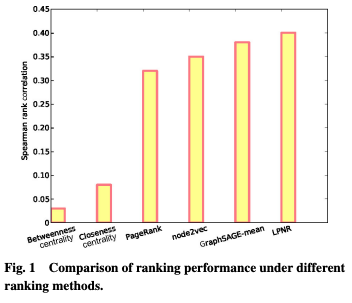 0.45
0.40
0.35
0.30
0.25
0.20
0.15
0.10
0.05
0
Spearman rank correlation
Betweenness
centrality
Closeness
centrality
PageRank
node2vec
GraphSAGE-mean
LPNR
Fig. 1 Comparison of ranking performance under different
ranking methods.